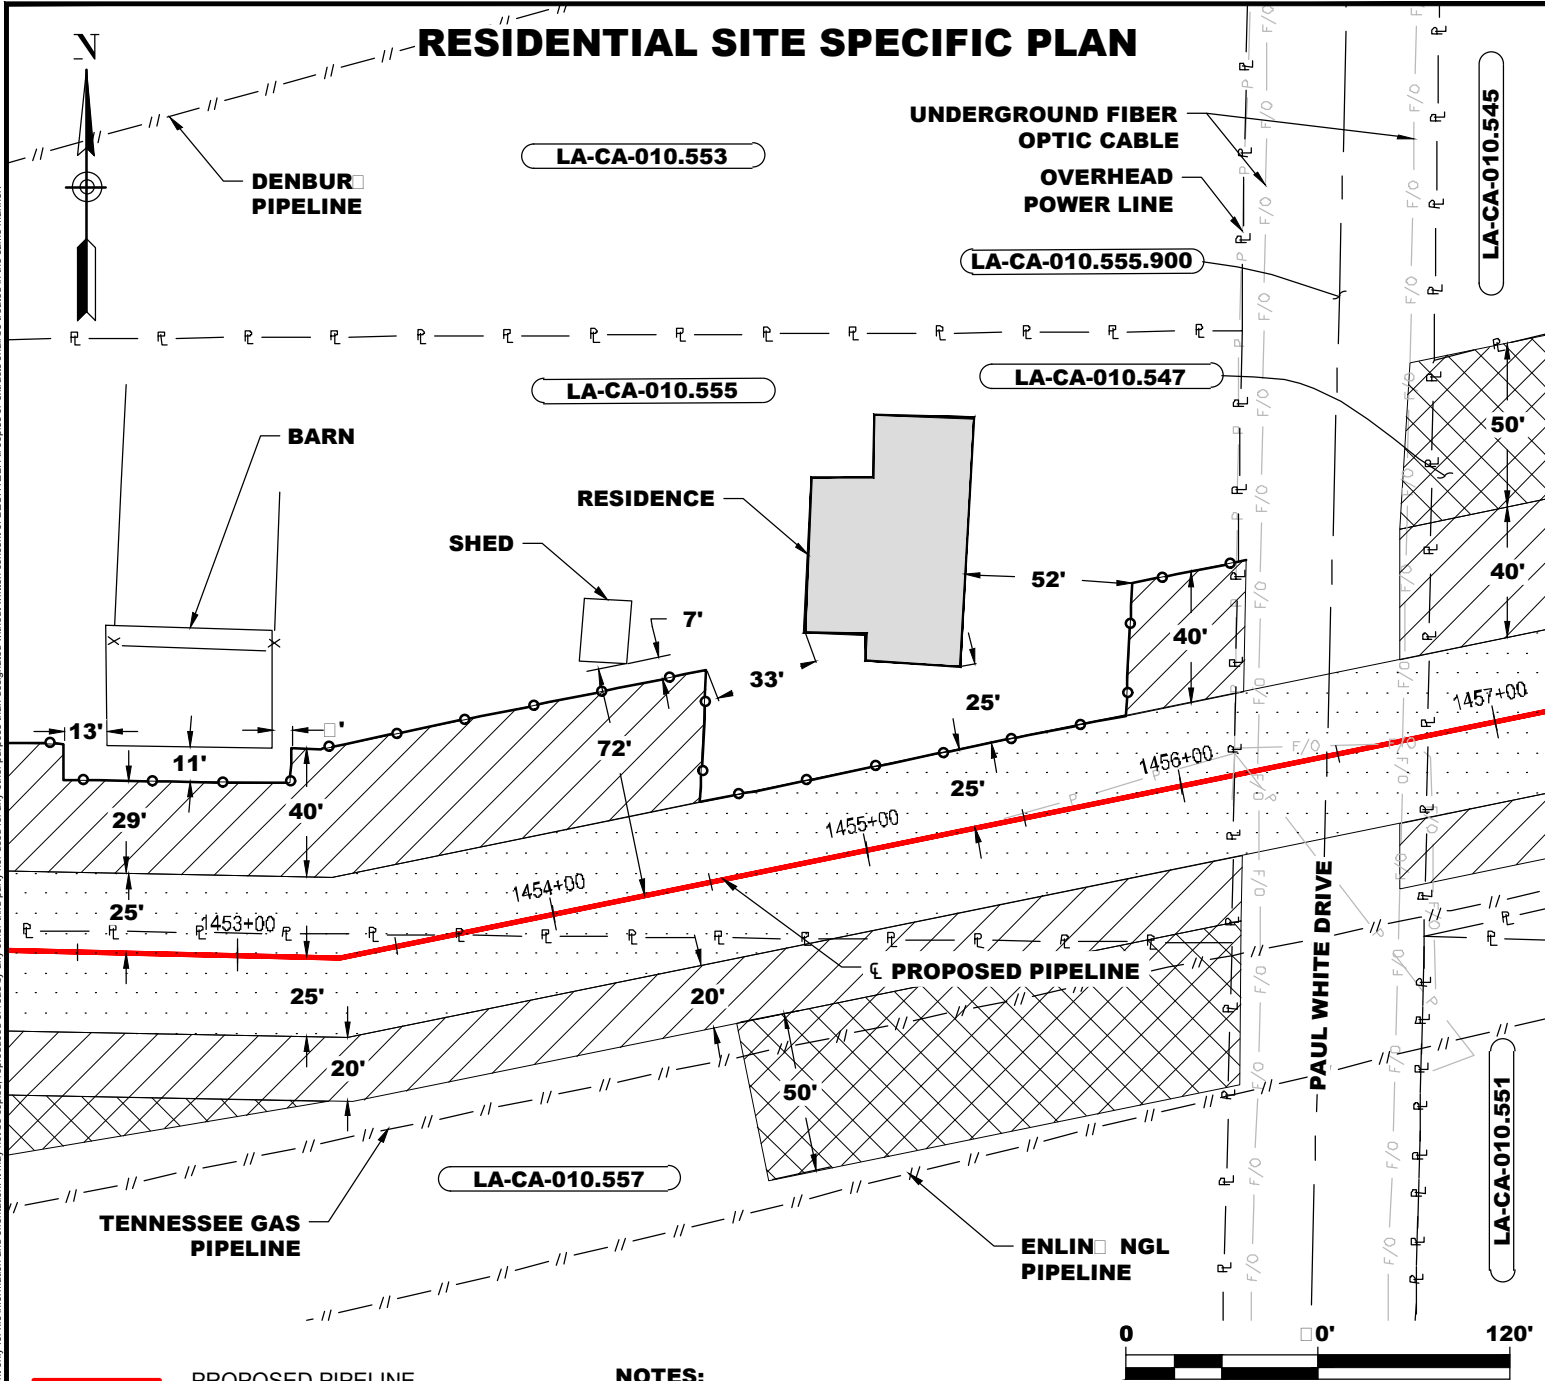 N
RESIDENTIAL SITE SPECIFIC PLAN
UNDERGROUND FIBER
OPTIC CABLE
LA-CA-010.545
LA-CA-010.553
DENBUR□
PIPELINE
OVERHEAD
POWER LINE
LA-CA-010.555.900
LA-CA-010.547
LA-CA-010.555
50'
BARN
RESIDENCE
SHED
52'
40'
7'
40'
33'
1457+00
25'
13'
□'
11'
72'
1456+00
25'
40'
29'
1455+00
1454+00
25'
1453+00
℄ PROPOSED PIPELINE
25'
20'
PAUL WHITE DRIVE
20'
50'
LA-CA-010.551
LA-CA-010.557
TENNESSEE GAS
PIPELINE
ENLIN□ NGL
PIPELINE
0 □0' 120'
PROPOSED PIPELINE
NOTES: